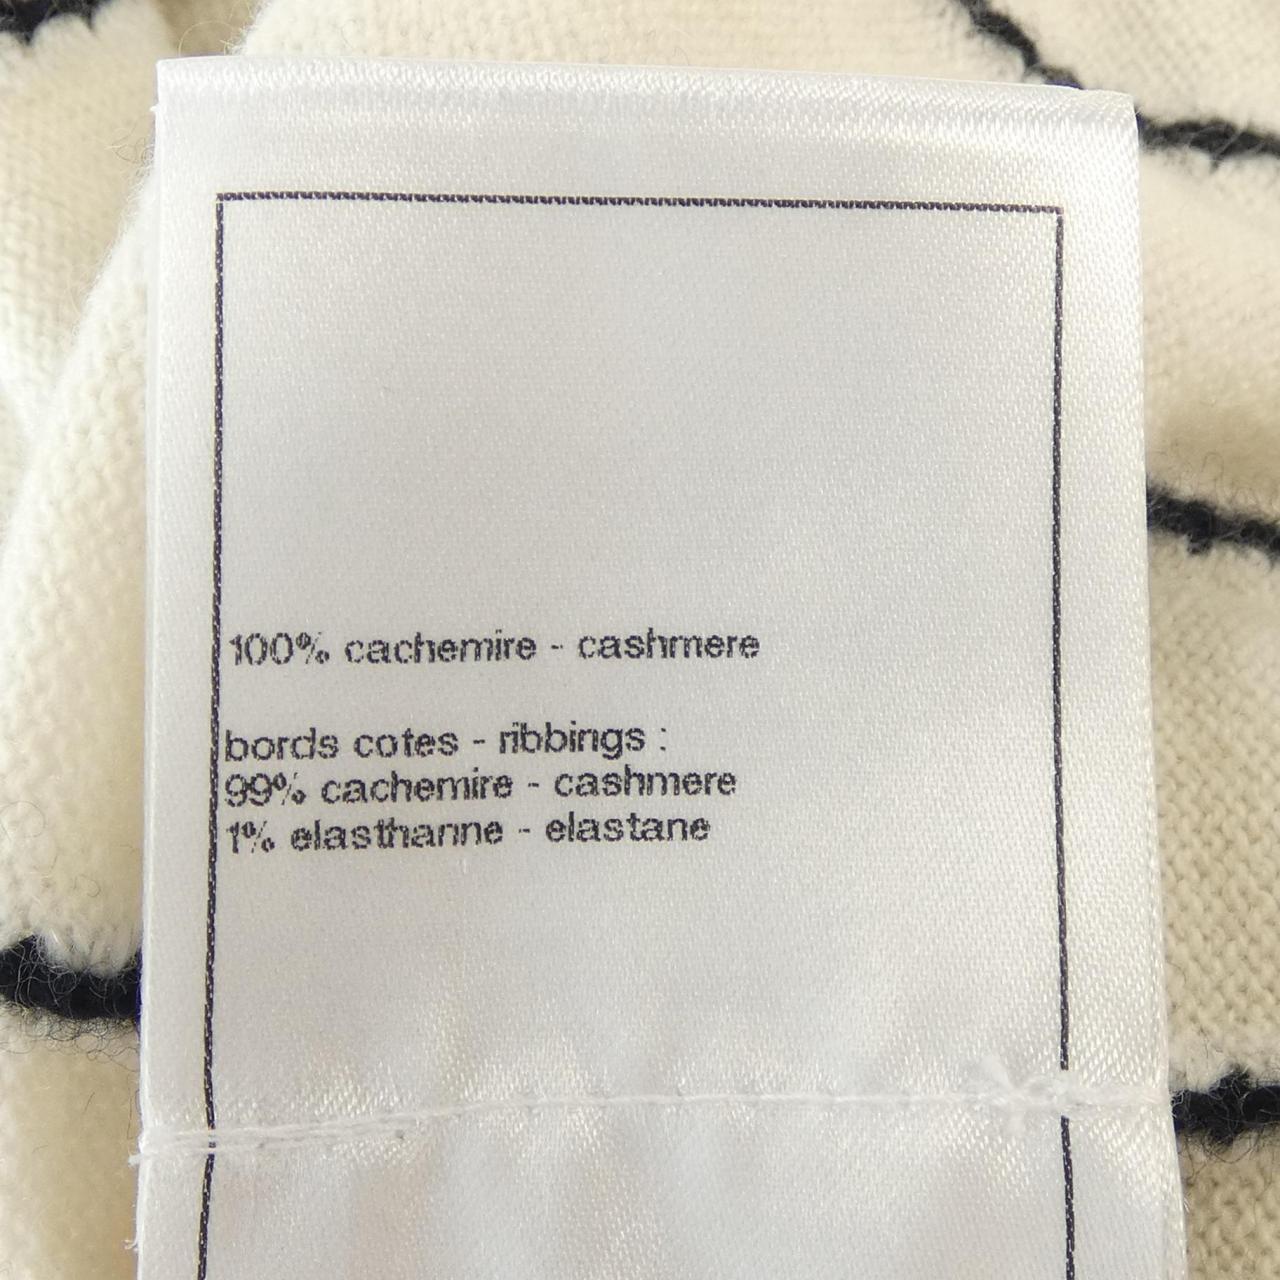 100% cachemire - cashmere
bords cotes - ribbings :
99% cachemire - cashmere
1% elasthanne - elastane